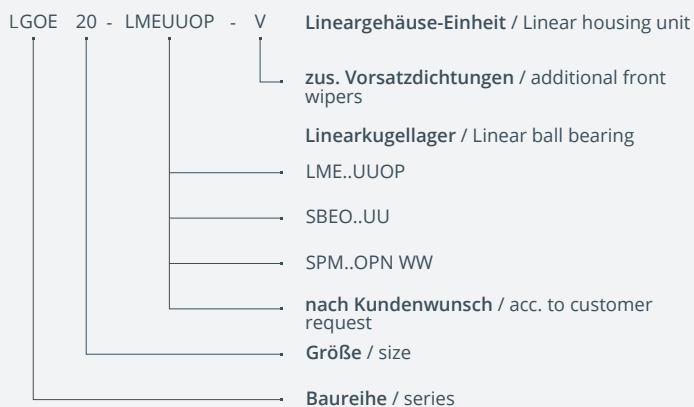 LGOE 20 - LMEUUOP - V Lineargehäuse-Einheit / Linear housing unit
zus. Vorsatzdichtungen / additional front
wipers
Linearkugellager / Linear ball bearing
LME..UUOP
SBEO..UU
SPM..OPN WW
nach Kundenwunsch / acc. to customer
request
Größe / size
Baureihe / series